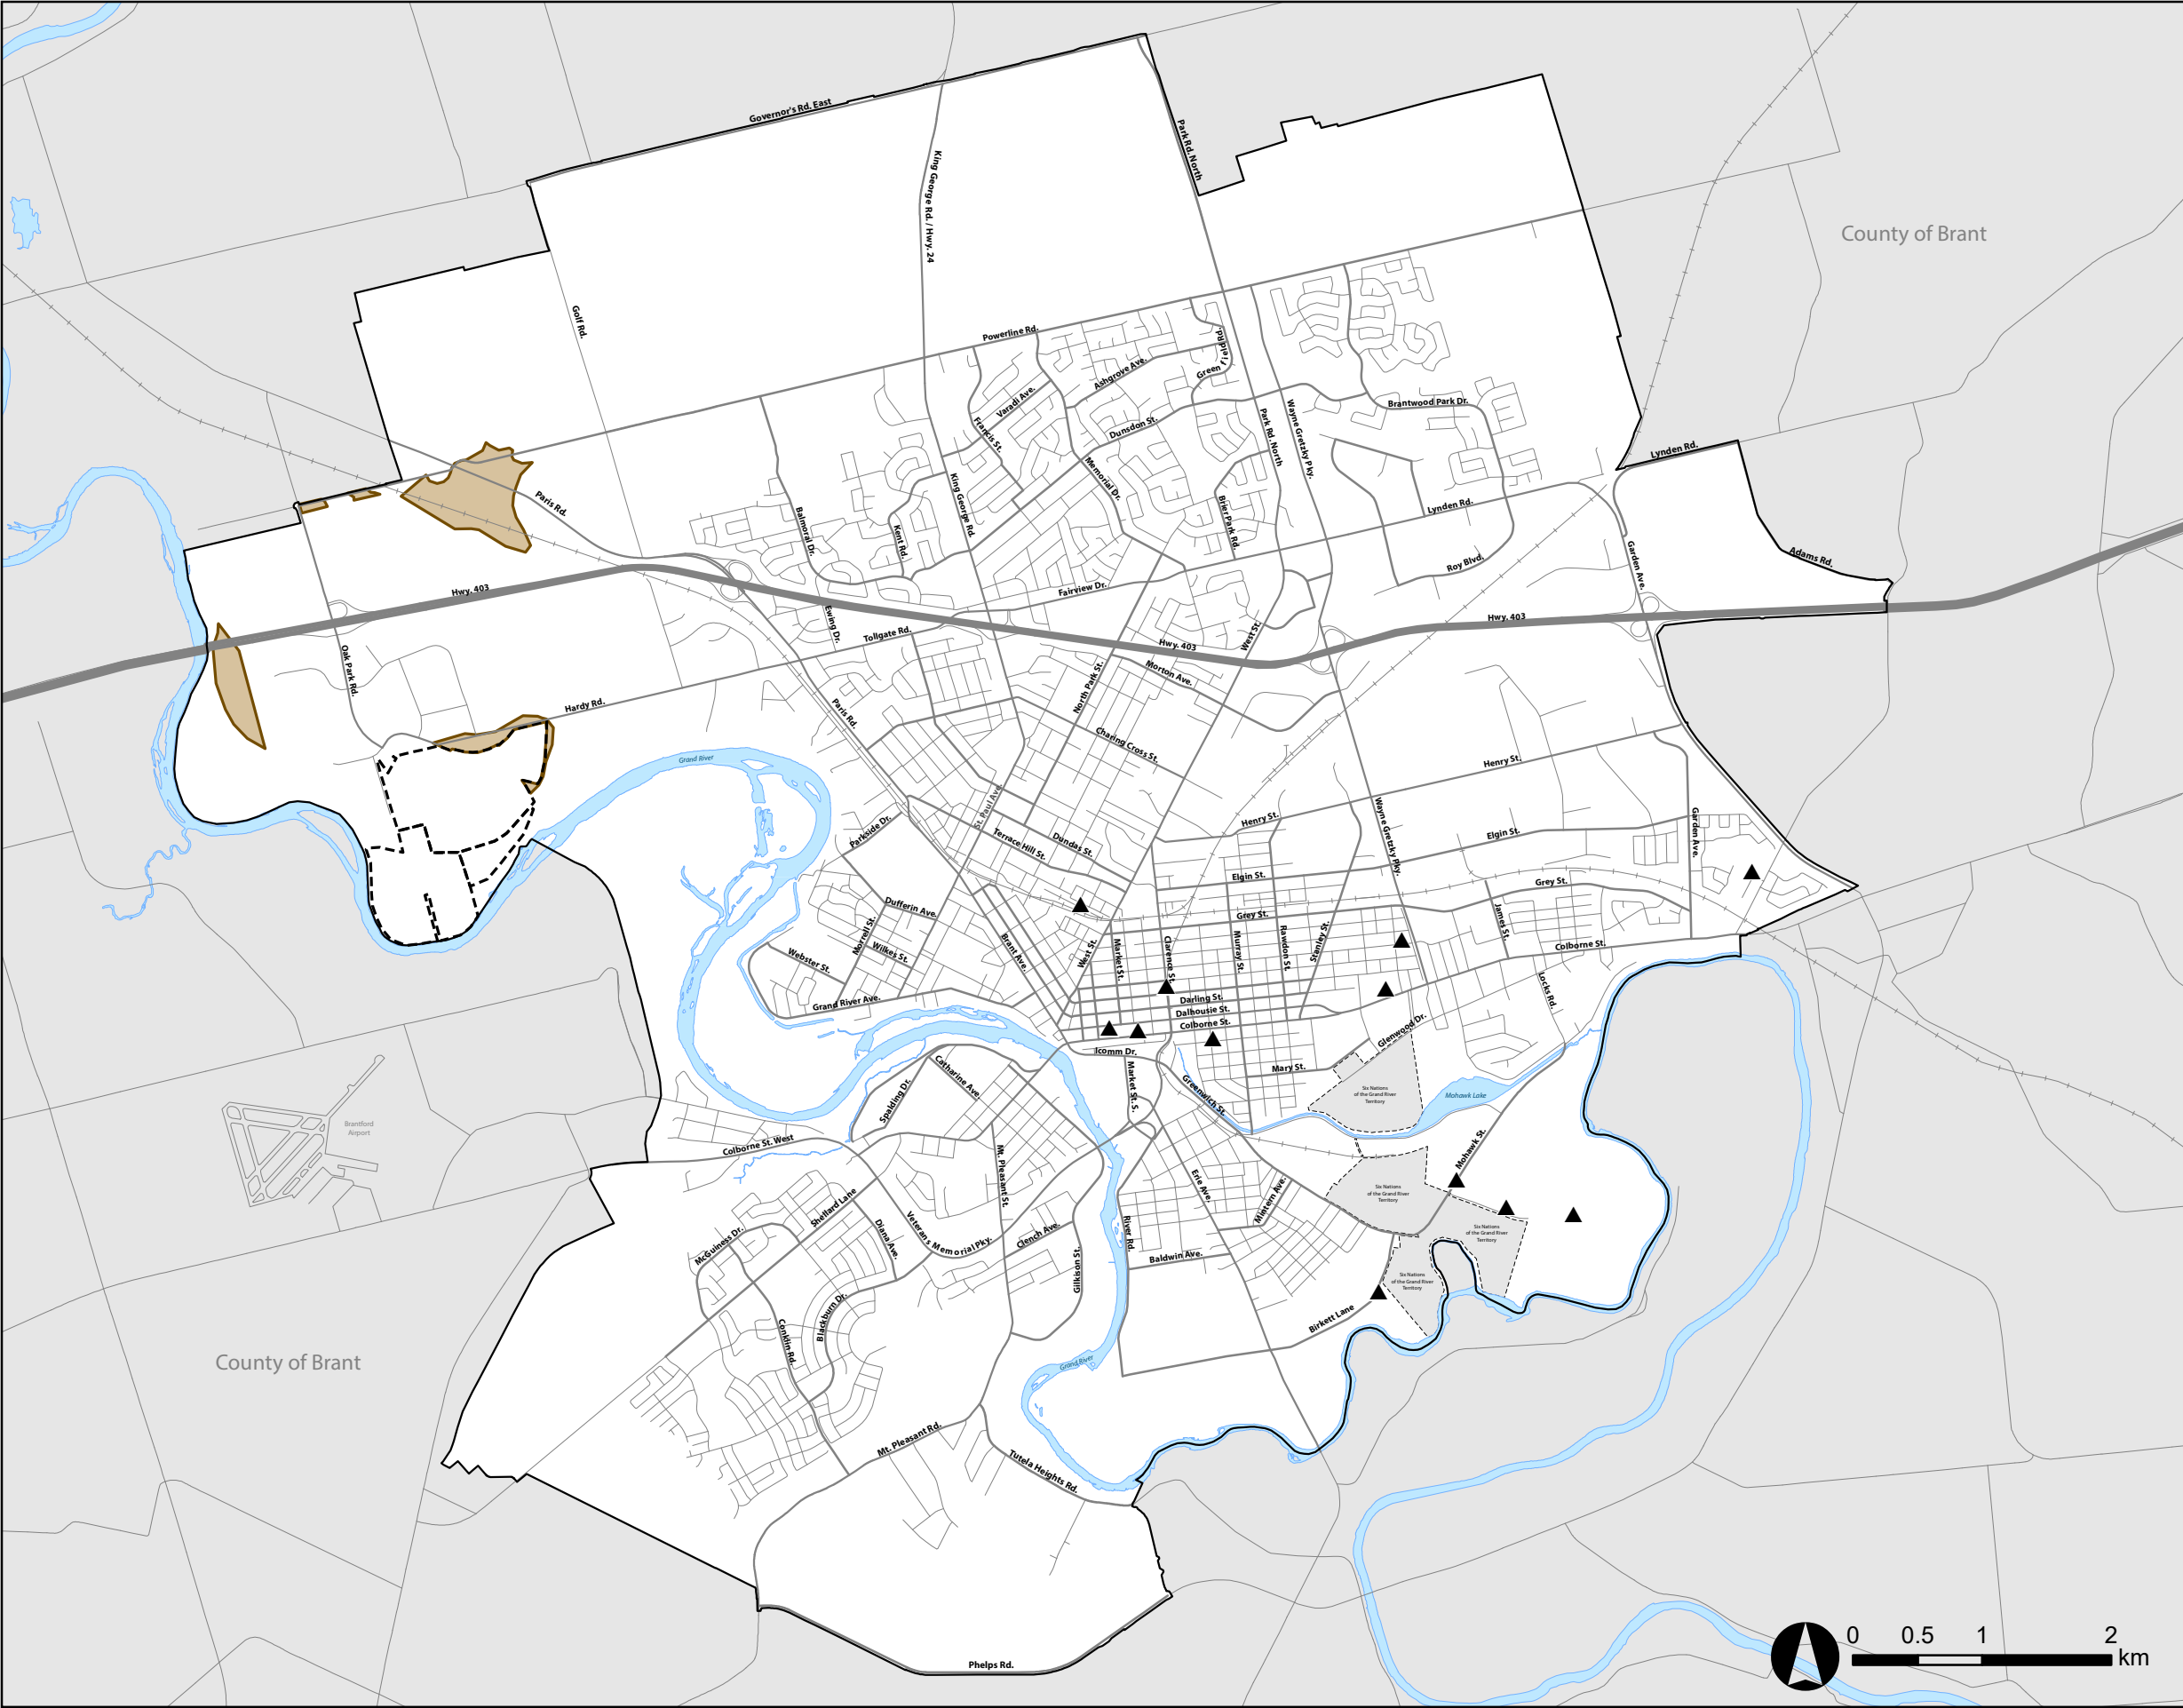 Governor's Rd. East
Park Rd. North
King George Rd. / Hwy. 24
County of Brant
Golf Rd.
Powerline Rd.
Green
field Rd.
Ashgrove Ave.
Varadi Ave.
Francis St.
Dunsdon St.
Brantwood Park Dr.
Park Rd. North
Wayne Gretzky Pky.
Lynden Rd.
Memorial Dr.
King George Rd.
Paris Rd.
Balmoral Dr.
Kent Rd.
Brier Park Rd.
Lynden Rd.
Roy Blvd.
Garden Ave.
Adams Rd.
Hwy. 403
Fairview Dr.
Ewing Dr.
Tollgate Rd.
Hwy. 403
West St.
Hwy. 403
Oak Park Rd.
Morton Ave.
North Park St.
Hardy Rd.
Paris Rd.
Charing Cross St.
Grand River
Henry St.
St. Paul Ave.
Parkside Dr.
Terrace Hill St.
Dundas St.
Henry St.
Wayne Gretzky Pky.
Elgin St.
Garden Ave.
Elgin St.
Grey St.
Dufferin Ave.
Grey St.
James St.
Morrell St.
Wilkes St.
Webster St.
Brant Ave.
West St.
Market St.
Clarence St.
Murray St.
Rawdon St.
Stanley St.
Colborne St.
Locks Rd.
Grand River Ave.
Darling St.
Dalhousie St.
Colborne St.
Glenwood Dr.
Icomm Dr.
Mary St.
Catharine Ave.
Spalding Dr.
Market St. S.
Greenwich St.
Six Nations
of the Grand River
Territory
Mohawk Lake
Brantford
Airport
Colborne St. West
Mt. Pleasant St.
Mohawk St.
Erie Ave.
Mintern Ave.
Six Nations
of the Grand River
Territory
Shellard Lane
Diana Ave.
Veterans Memorial Pky.
McGuiness Dr.
Clench Ave.
River Rd.
Gilkison St.
Baldwin Ave.
Six Nations
of the Grand River
Territory
Six Nations
of the Grand River
Territory
Blackburn Dr.
Conklin Rd.
Birkett Lane
County of Brant
Grand River
Mt. Pleasant Rd.
Tutela Heights Rd.
Phelps Rd.
0 0.5 1 2
km